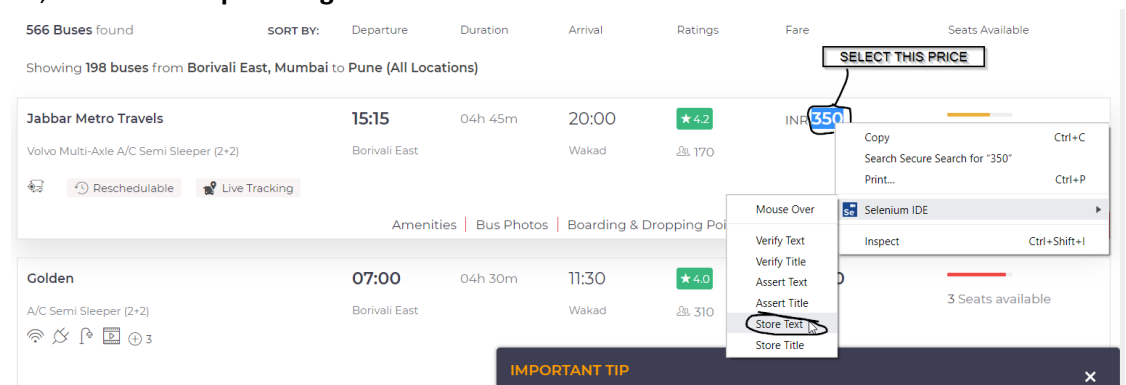 566 Buses found SORT BY: Departure Duration Arrival Ratings Fare Seats Available
SELECT THIS PRICE
Showing 198 buses from Borivali East, Mumbai to Pune (All Locations)
Jabbar Metro Travels 15:15 04h 45m 20:00 ★4.2 INR 350
Volvo Multi-Axle A/C Semi Sleeper (2+2) Borivali East Wakad 170
Reschedulable Live Tracking
Amenities | Bus Photos | Boarding & Dropping Poi
Copy Ctrl+C
Search Secure Search for "350"
Print... Ctrl+P
Se Selenium IDE
Inspect Ctrl+Shift+I
Mouse Over
Verify Text
Verify Title
Assert Text
Assert Title
Store Text
Store Title
Golden 07:00 04h 30m 11:30 ★4.0
A/C Semi Sleeper (2+2) Borivali East Wakad 310 3 Seats available
+ 3
IMPORTANT TIP ×